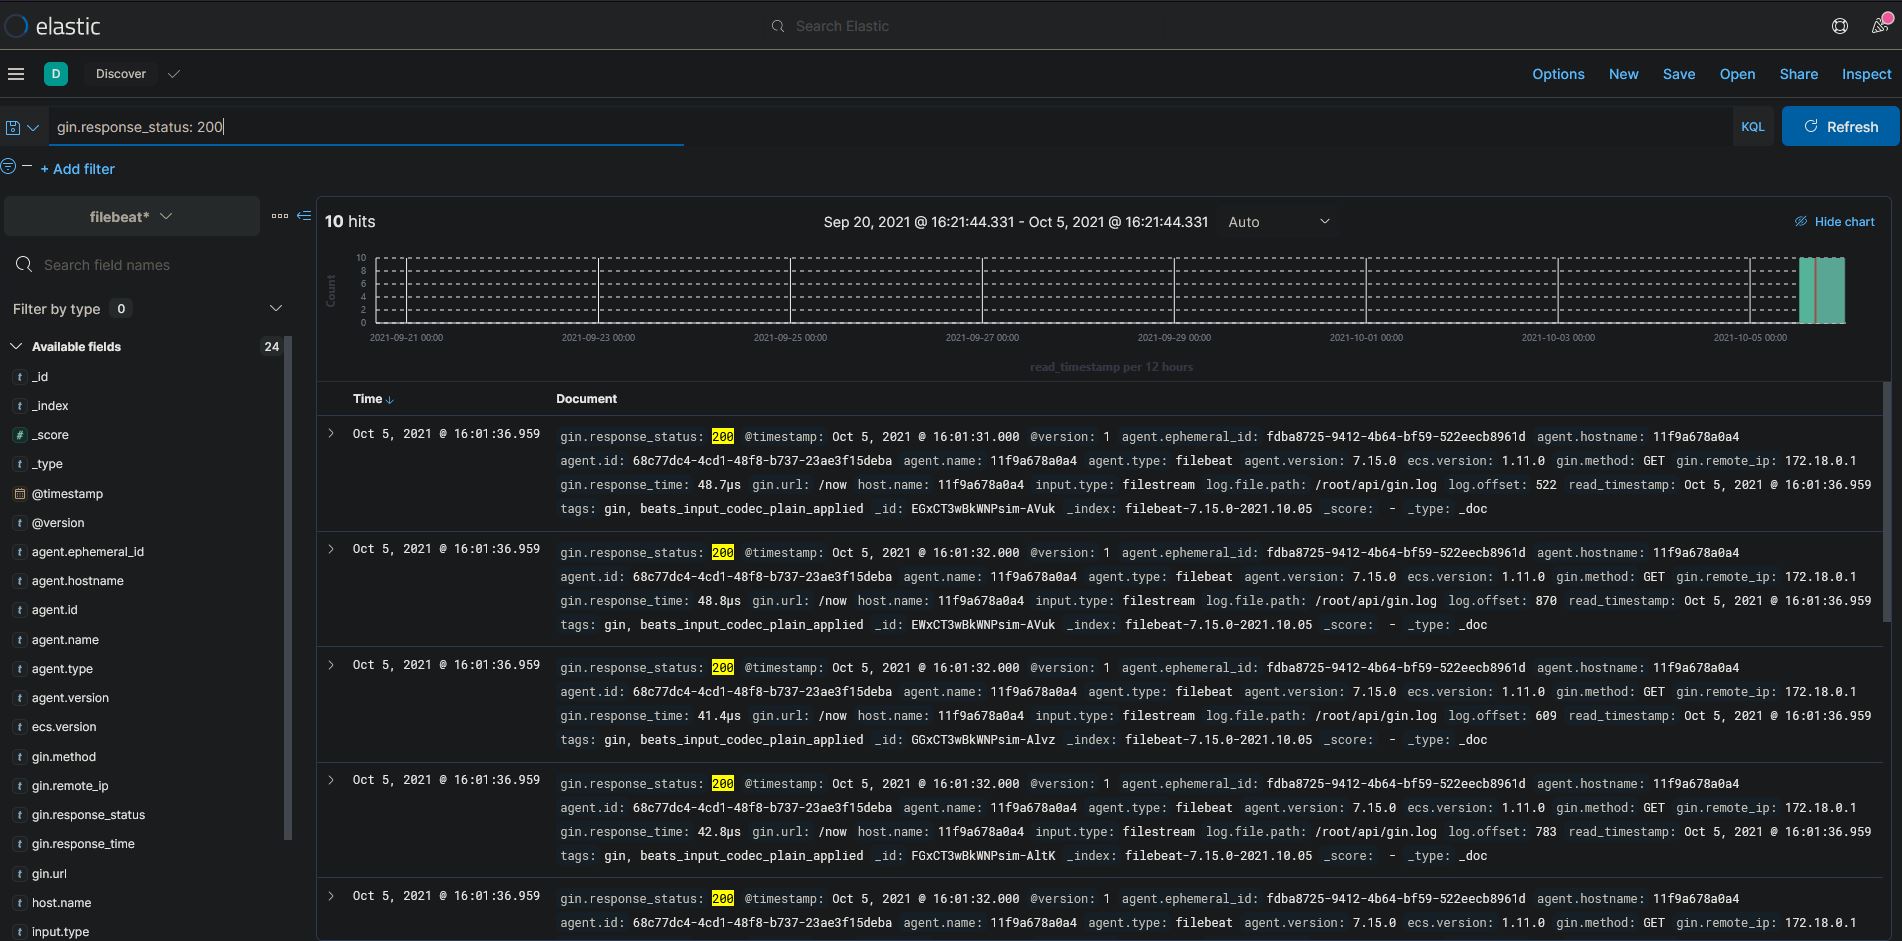 elastic
Search Elastic
D Discover Options New Save Open Share Inspect
gin.response_status: 200 KQL Refresh
+ Add filter
filebeat*
Search field names
Filter by type 0
Available fields 24
t _id
t _index
# _score
t _type
@timestamp
t @version
t agent.ephemeral_id
t agent.hostname
t agent.id
t agent.name
t agent.type
t agent.version
t ecs.version
t gin.method
t gin.remote_ip
t gin.response_status
t gin.response_time
t gin.url
t host.name
t input.type
10 hits Sep 20, 2021 @ 16:21:44.331 - Oct 5, 2021 @ 16:21:44.331 Auto Hide chart
Count
10
8
6
4
2
0
2021-09-21 00:00 2021-09-23 00:00 2021-09-25 00:00 2021-09-27 00:00 2021-09-29 00:00 2021-10-01 00:00 2021-10-03 00:00 2021-10-05 00:00
read_timestamp per 12 hours
Time Document
Oct 5, 2021 @ 16:01:36.959 gin.response_status: 200 @timestamp: Oct 5, 2021 @ 16:01:31.000 @version: 1 agent.ephemeral_id: fdba8725-9412-4b64-bf59-522eecb8961d agent.hostname: 11f9a678a0a4
agent.id: 68c77dc4-4cd1-48f8-b737-23ae3f15deba agent.name: 11f9a678a0a4 agent.type: filebeat agent.version: 7.15.0 ecs.version: 1.11.0 gin.method: GET gin.remote_ip: 172.18.0.1
gin.response_time: 48.7µs gin.url: /now host.name: 11f9a678a0a4 input.type: filestream log.file.path: /root/api/gin.log log.offset: 522 read_timestamp: Oct 5, 2021 @ 16:01:36.959
tags: gin, beats_input_codec_plain_applied _id: EGxCT3wBkWNPsim-AVuk _index: filebeat-7.15.0-2021.10.05 _score: - _type: _doc
Oct 5, 2021 @ 16:01:36.959 gin.response_status: 200 @timestamp: Oct 5, 2021 @ 16:01:32.000 @version: 1 agent.ephemeral_id: fdba8725-9412-4b64-bf59-522eecb8961d agent.hostname: 11f9a678a0a4
agent.id: 68c77dc4-4cd1-48f8-b737-23ae3f15deba agent.name: 11f9a678a0a4 agent.type: filebeat agent.version: 7.15.0 ecs.version: 1.11.0 gin.method: GET gin.remote_ip: 172.18.0.1
gin.response_time: 48.8µs gin.url: /now host.name: 11f9a678a0a4 input.type: filestream log.file.path: /root/api/gin.log log.offset: 870 read_timestamp: Oct 5, 2021 @ 16:01:36.959
tags: gin, beats_input_codec_plain_applied _id: EWxCT3wBkWNPsim-AVuk _index: filebeat-7.15.0-2021.10.05 _score: - _type: _doc
Oct 5, 2021 @ 16:01:36.959 gin.response_status: 200 @timestamp: Oct 5, 2021 @ 16:01:32.000 @version: 1 agent.ephemeral_id: fdba8725-9412-4b64-bf59-522eecb8961d agent.hostname: 11f9a678a0a4
agent.id: 68c77dc4-4cd1-48f8-b737-23ae3f15deba agent.name: 11f9a678a0a4 agent.type: filebeat agent.version: 7.15.0 ecs.version: 1.11.0 gin.method: GET gin.remote_ip: 172.18.0.1
gin.response_time: 41.4µs gin.url: /now host.name: 11f9a678a0a4 input.type: filestream log.file.path: /root/api/gin.log log.offset: 609 read_timestamp: Oct 5, 2021 @ 16:01:36.959
tags: gin, beats_input_codec_plain_applied _id: GGxCT3wBkWNPsim-Alvz _index: filebeat-7.15.0-2021.10.05 _score: - _type: _doc
Oct 5, 2021 @ 16:01:36.959 gin.response_status: 200 @timestamp: Oct 5, 2021 @ 16:01:32.000 @version: 1 agent.ephemeral_id: fdba8725-9412-4b64-bf59-522eecb8961d agent.hostname: 11f9a678a0a4
agent.id: 68c77dc4-4cd1-48f8-b737-23ae3f15deba agent.name: 11f9a678a0a4 agent.type: filebeat agent.version: 7.15.0 ecs.version: 1.11.0 gin.method: GET gin.remote_ip: 172.18.0.1
gin.response_time: 42.8µs gin.url: /now host.name: 11f9a678a0a4 input.type: filestream log.file.path: /root/api/gin.log log.offset: 783 read_timestamp: Oct 5, 2021 @ 16:01:36.959
tags: gin, beats_input_codec_plain_applied _id: FGxCT3wBkWNPsim-AltK _index: filebeat-7.15.0-2021.10.05 _score: - _type: _doc
Oct 5, 2021 @ 16:01:36.959 gin.response_status: 200 @timestamp: Oct 5, 2021 @ 16:01:32.000 @version: 1 agent.ephemeral_id: fdba8725-9412-4b64-bf59-522eecb8961d agent.hostname: 11f9a678a0a4
agent.id: 68c77dc4-4cd1-48f8-b737-23ae3f15deba agent.name: 11f9a678a0a4 agent.type: filebeat agent.version: 7.15.0 ecs.version: 1.11.0 gin.method: GET gin.remote_ip: 172.18.0.1